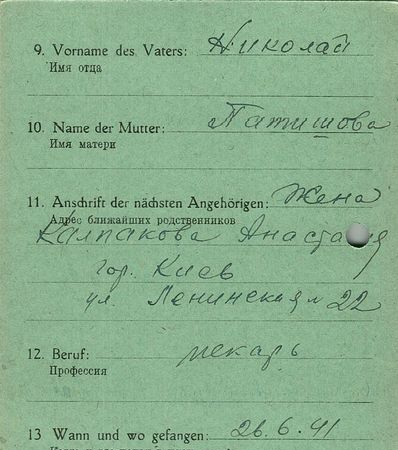 9. Vorname des Vaters: Николай
Имя отца
10. Name der Mutter: Татишова
Имя матери
11. Anschrift der nächsten Angehörigen: Жена
Адрес ближайших родственников
Калпакова Анастасия
гор. Киев
ул. Ленинская 22
12. Beruf: пекарь
Профессия
13 Wann und wo gefangen: 26.6.41